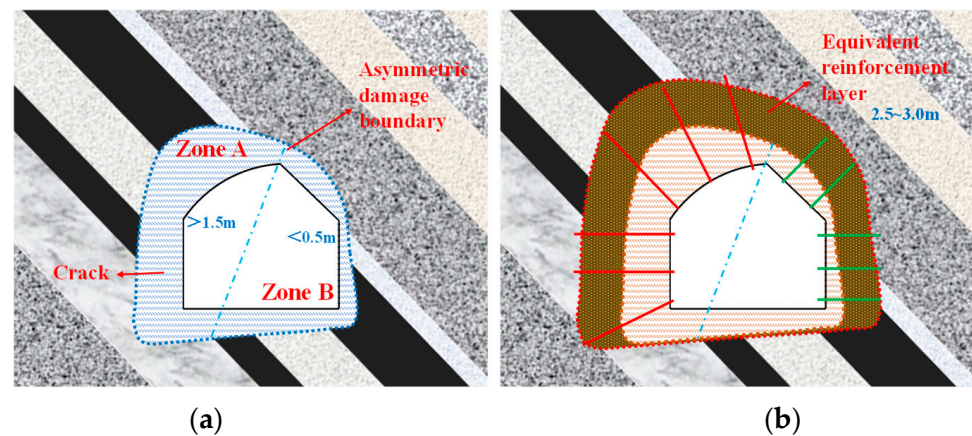 Asymmetric
damage
boundary
Zone A
>1.5m
<0.5m
Crack
Zone B
(a)
Equivalent
reinforcement
layer
2.5~3.0m
(b)